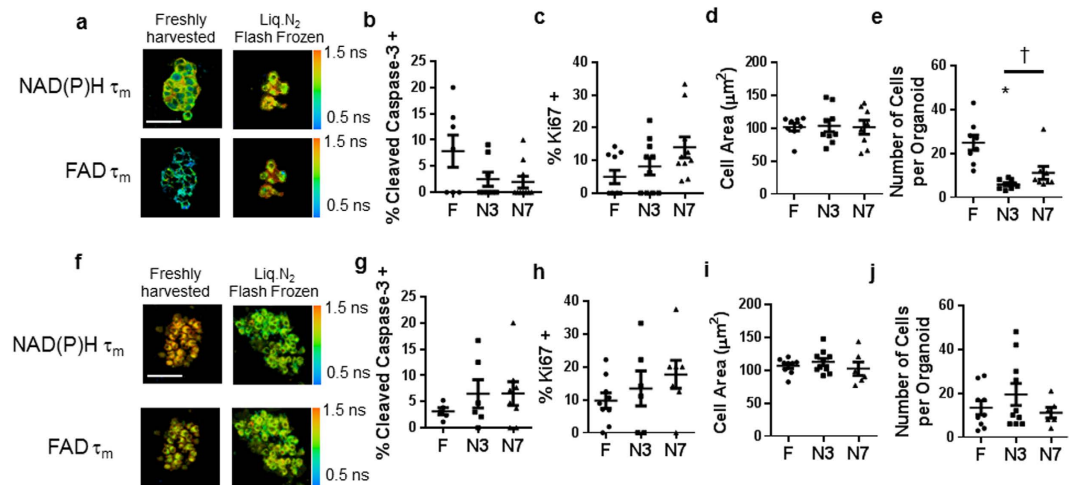 a
Freshly harvested
Liq.N2 Flash Frozen
NAD(P)H τm
1.5 ns
0.5 ns
FAD τm
1.5 ns
0.5 ns
b
% Cleaved Caspase-3 +
25
20
15
10
5
0
F N3 N7
c
% Ki67 +
40
30
20
10
0
F N3 N7
d
Cell Area (μm2)
200
150
100
50
0
F N3 N7
e
Number of Cells
per Organoid
60
40
20
0
*
†
F N3 N7
f
Freshly harvested
Liq.N2 Flash Frozen
NAD(P)H τm
1.5 ns
0.5 ns
FAD τm
1.5 ns
0.5 ns
g
% Cleaved Caspase-3 +
25
20
15
10
5
0
F N3 N7
h
% Ki67 +
40
30
20
10
0
F N3 N7
i
Cell Area (μm2)
200
150
100
50
0
F N3 N7
j
Number of Cells
per Organoid
60
40
20
0
F N3 N7